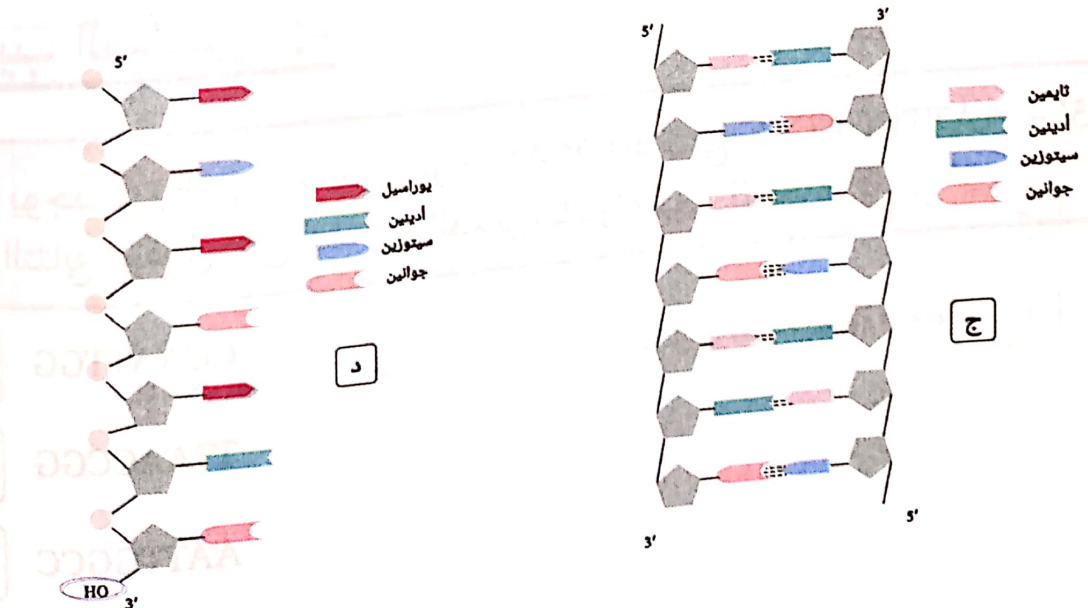 5′
يوراسيل
أدينين
سيتوزين
جوانين
د
HO
3′
5′
3′
ثايمين
أدينين
سيتوزين
جوانين
ج
3′
5′